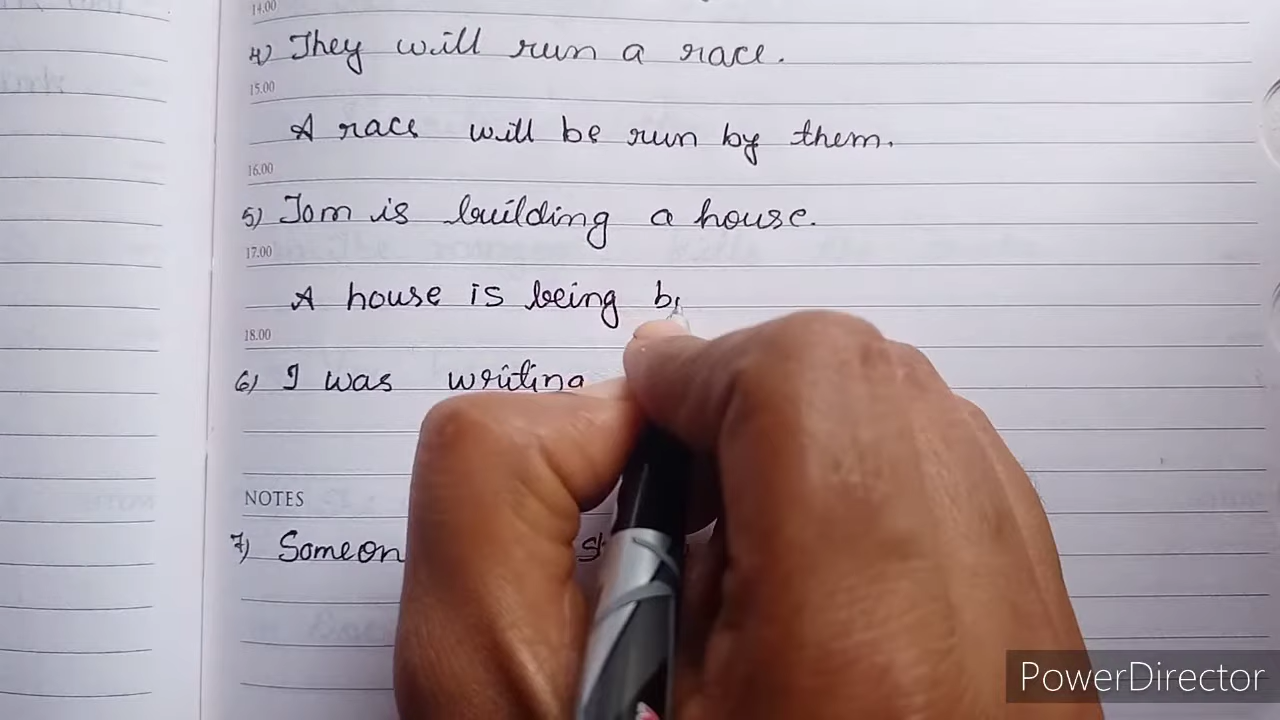 14.00
4) They will run a race.
15.00
A race will be run by them.
16.00
5) Tom is building a house.
17.00
A house is being
18.00
6) I was writing
NOTES
7) Someon
PowerDirector